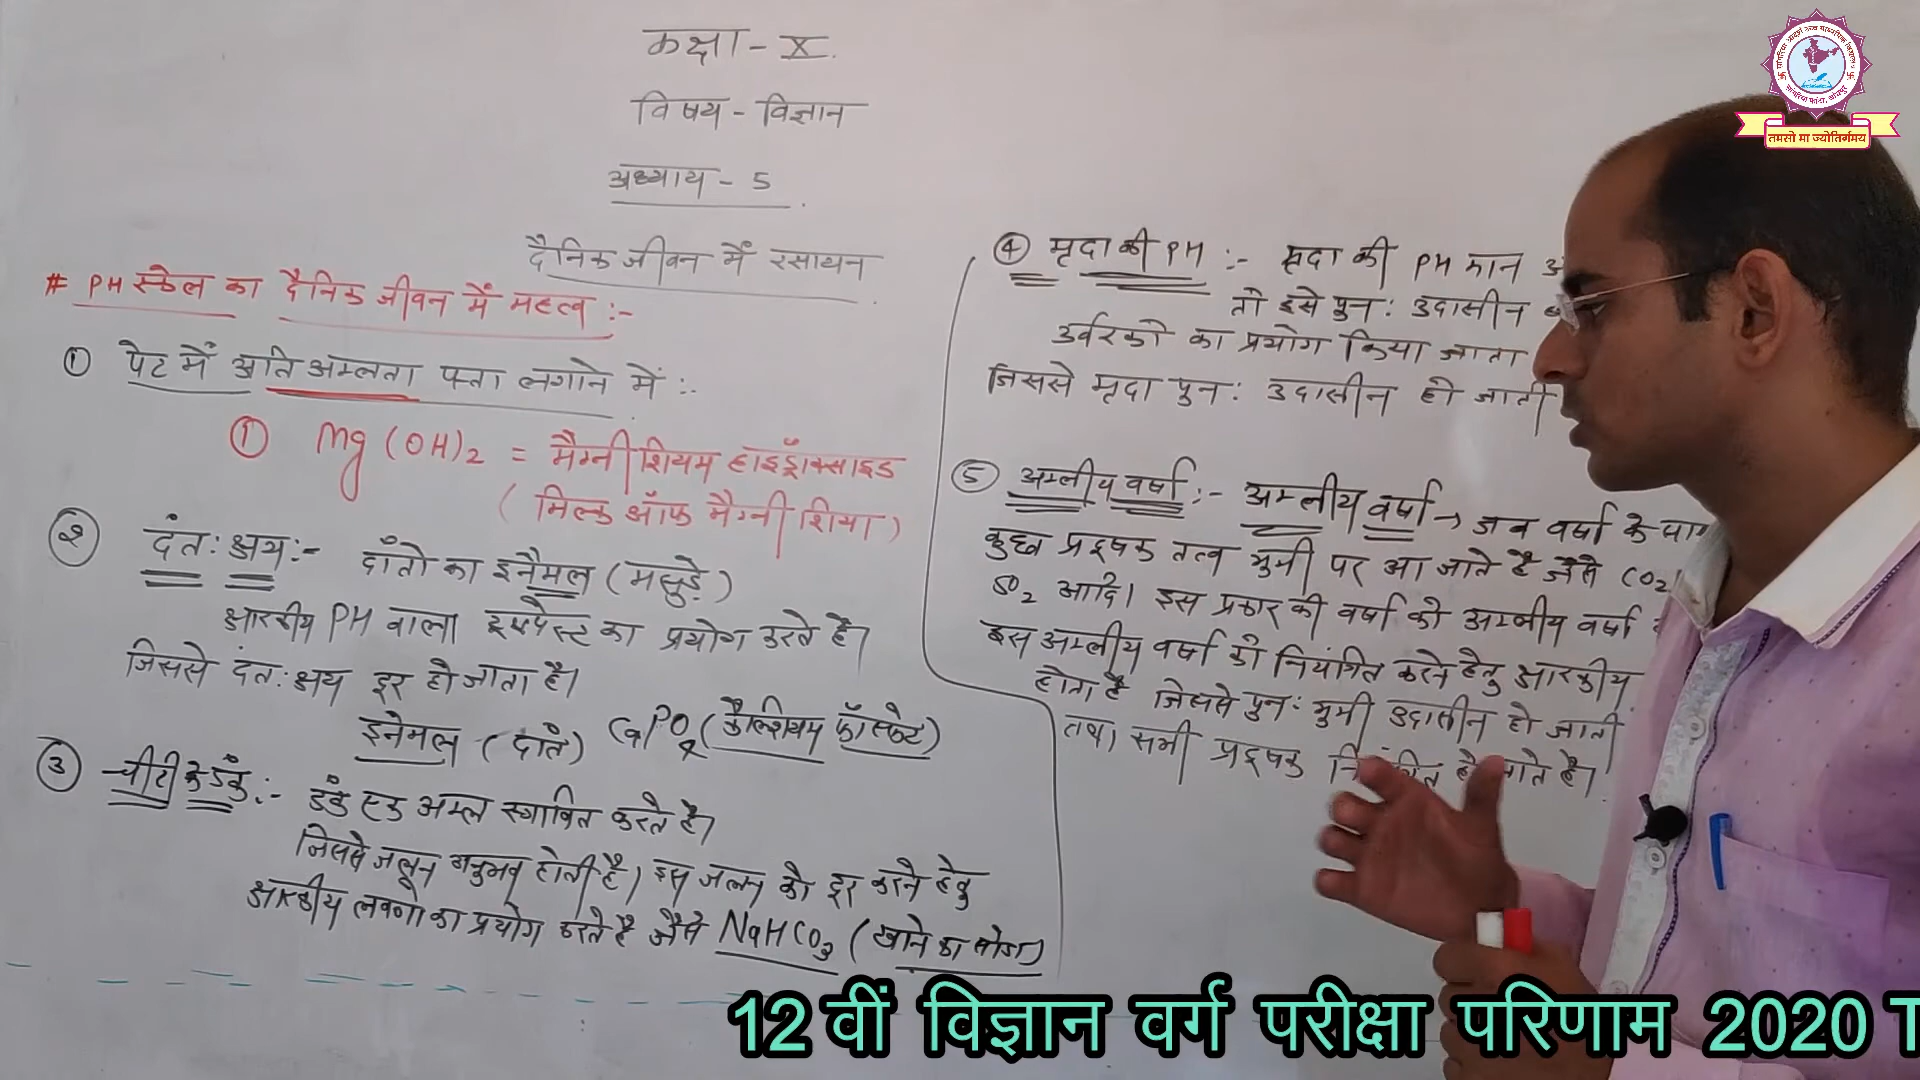 कक्षा - X
विषय - विज्ञान
अध्याय - 5
दैनिक जीवन में रसायन
# PH स्केल का दैनिक जीवन में महत्व :-
① पेट में अति अम्लता पता लगाने में :-
① Mg(OH)2 = मैग्नीशियम हाइड्रॉक्साइड
(मिल्क ऑफ मैग्नीशिया)
② दंत: क्षय :- दाँतो का इनैमल (मसुड़े)
क्षारकीय PH वाला का प्रयोग करते है।
जिससे दंत: क्षय दूर हो जाता है।
इनेमल (दाँत) CaPO4 (कैल्शियम फॉस्फेट)
③ चीटी के डंक :- डंक एक अम्ल स्त्रावित करते है।
जिससे जलन अनुभव होती है। इस जलन को दूर करने हेतु
क्षारकीय लवणो का प्रयोग करते है जैसे NaHCO3 (खाने का सोडा)
④ मृदा की PH :- मृदा की PH मान
तो इसे पुन: उदासीन
उर्वरको का प्रयोग किया जाता
जिससे मृदा पुन: उदासीन हो जाती
⑤ अम्लीय वर्षा :- अम्लीय वर्षा → जब वर्षा के
कुछ प्रदूषक तत्व भुमी पर आ जाते है जैसे CO2
SO2 आदि। इस प्रकार की वर्षा को अम्लीय वर्षा
इस अम्लीय वर्षा को नियंत्रित करने हेतु क्षारकीय
होता है जिससे पुन: भुमी उदासीन हो जाती
तथा सभी प्रदूषक हो जाते है।
तमसो मा ज्योतिर्गमय
12 वीं विज्ञान वर्ग परीक्षा परिणाम 2020 T